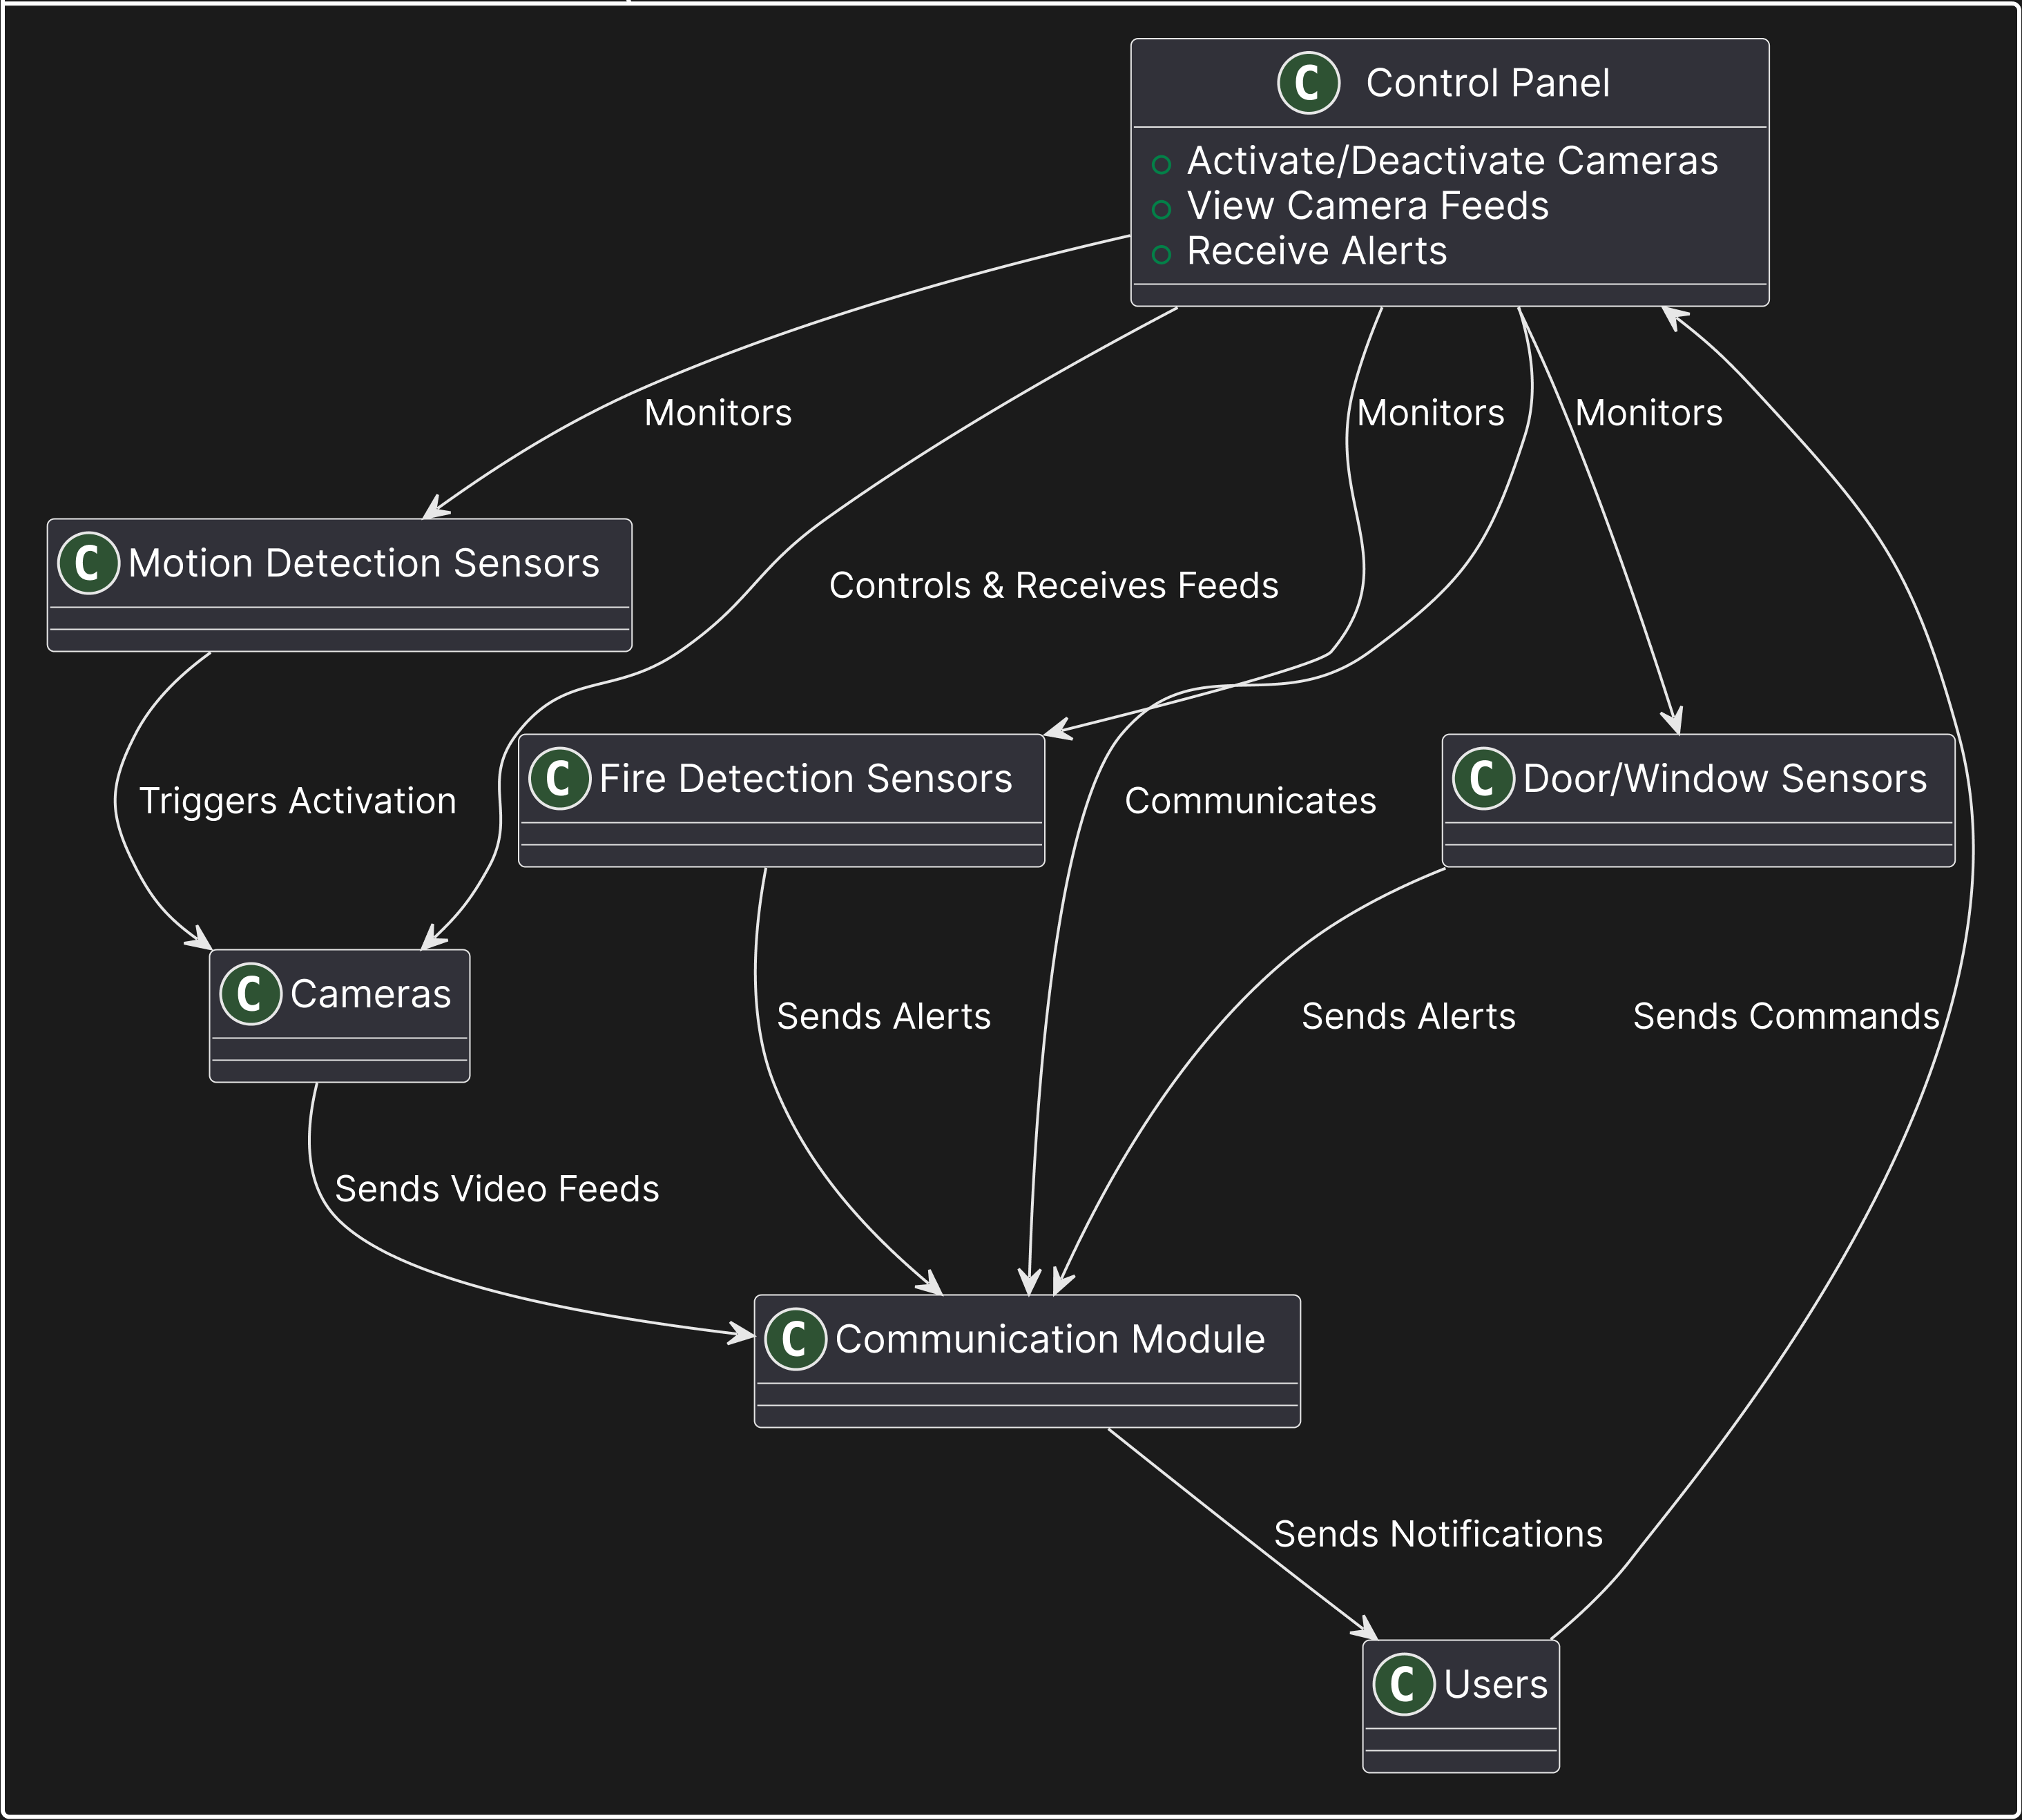 C Control Panel
Activate/Deactivate Cameras
View Camera Feeds
Receive Alerts
Monitors
Monitors
Monitors
C Motion Detection Sensors
Controls & Receives Feeds
C Fire Detection Sensors
C Door/Window Sensors
Triggers Activation
Communicates
C Cameras
Sends Alerts
Sends Alerts
Sends Commands
Sends Video Feeds
C Communication Module
Sends Notifications
C Users